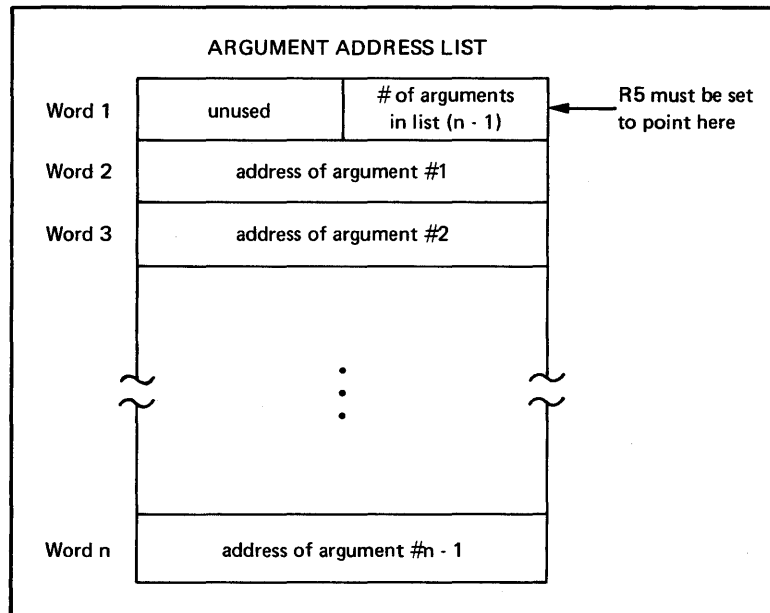 ARGUMENT ADDRESS LIST
Word 1
unused
# of arguments
in list (n - 1)
R5 must be set
to point here
Word 2
address of argument #1
Word 3
address of argument #2
Word n
address of argument #n - 1